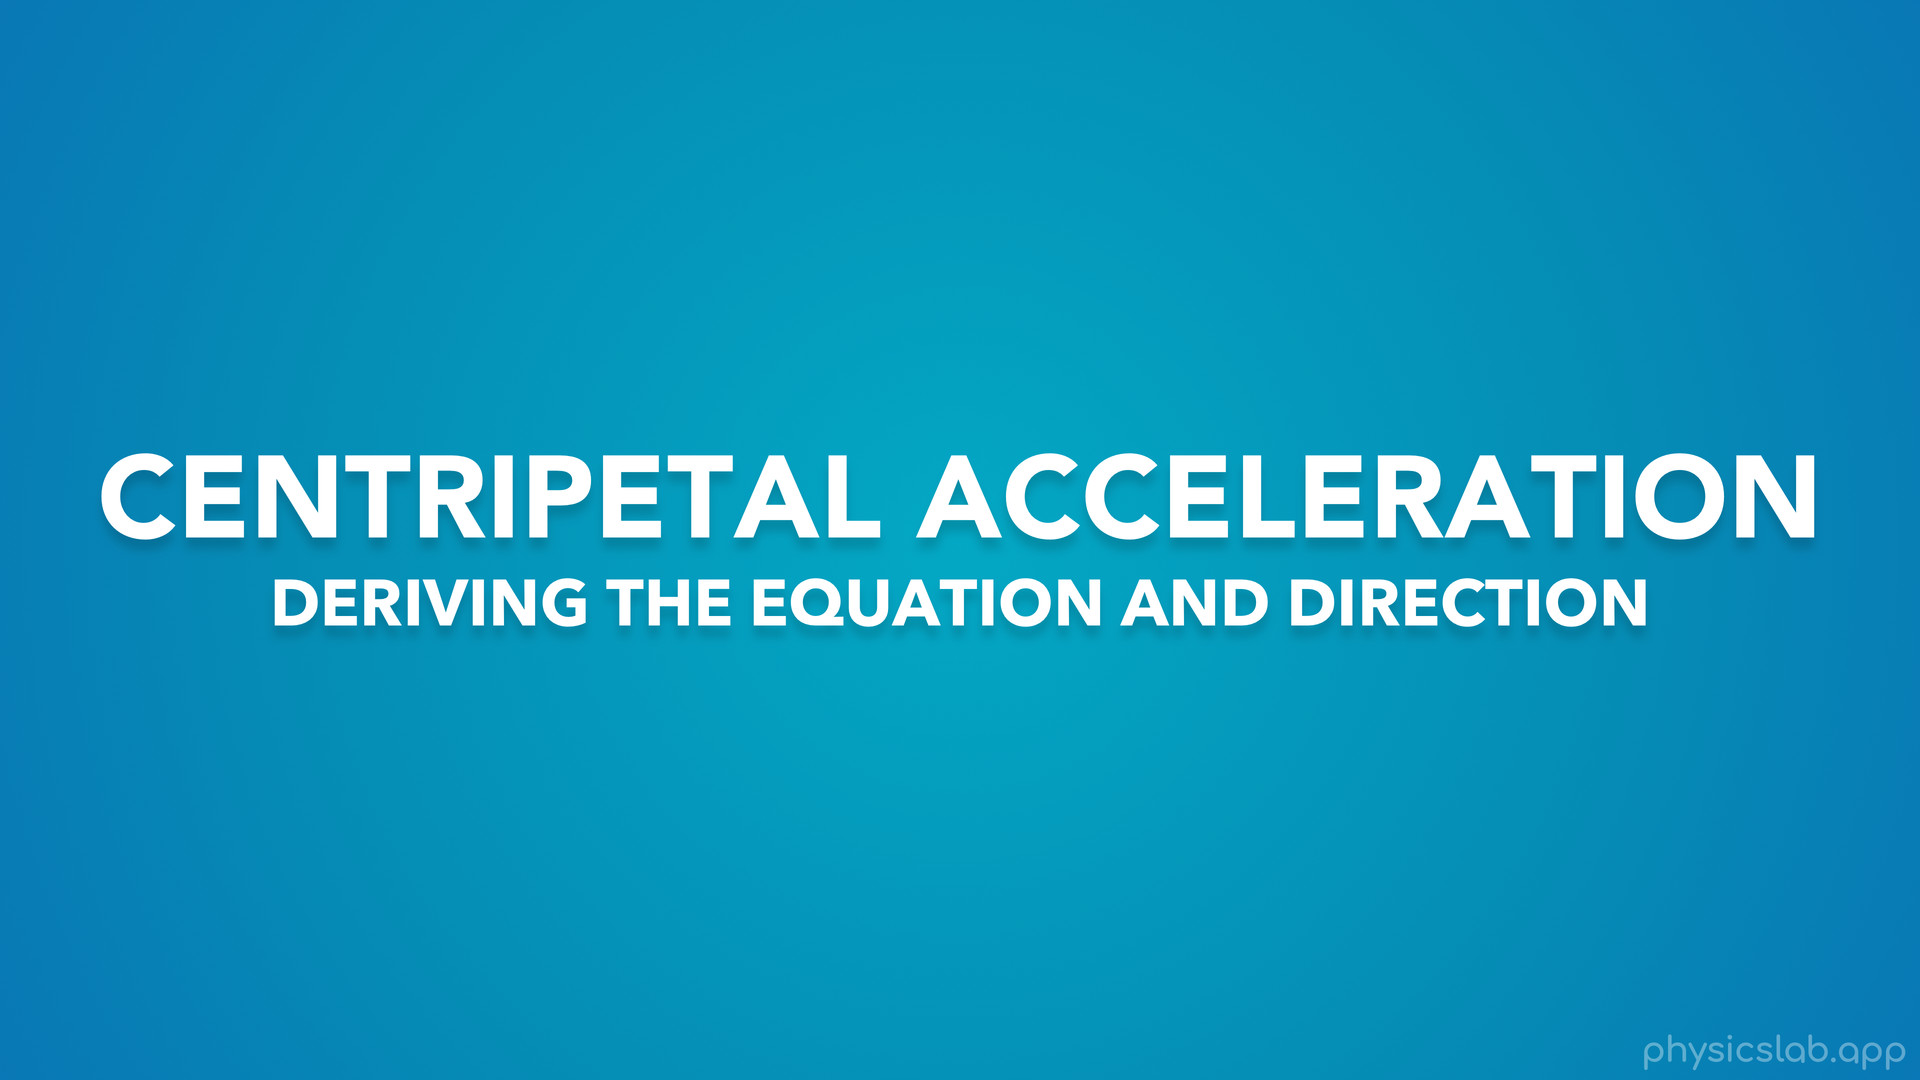 CENTRIPETAL ACCELERATION
DERIVING THE EQUATION AND DIRECTION
physicslab.app